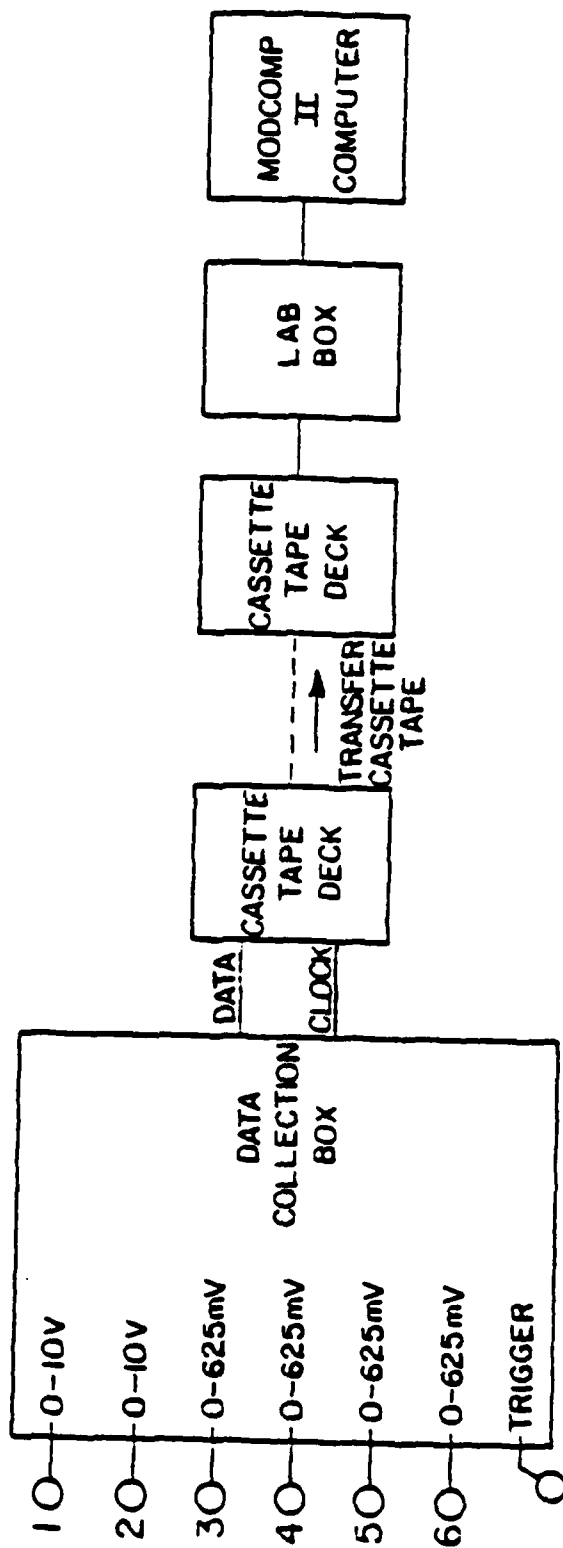 1 0-10V
2 0-10V
3 0-625mV
4 0-625mV
5 0-625mV
6 0-625mV
TRIGGER
DATA
COLLECTION
BOX
DATA
CLOCK
CASSETTE
TAPE
DECK
TRANSFER
CASSETTE
TAPE
CASSETTE
TAPE
DECK
LAB
BOX
MODCOMP
II
COMPUTER